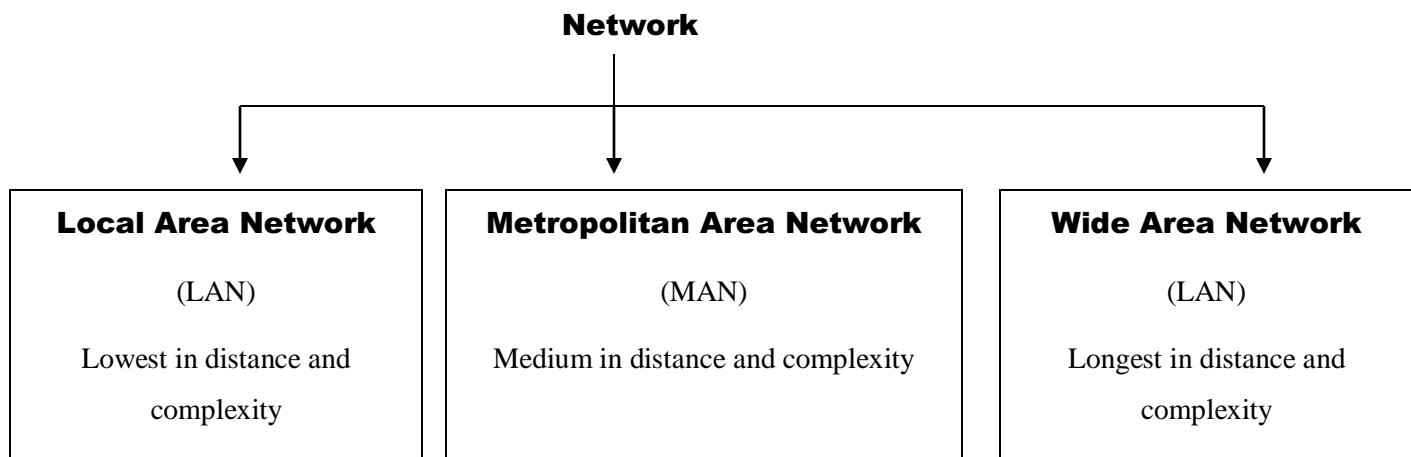 Network
Local Area Network
(LAN)
Lowest in distance and
complexity
Metropolitan Area Network
(MAN)
Medium in distance and complexity
Wide Area Network
(LAN)
Longest in distance and
complexity